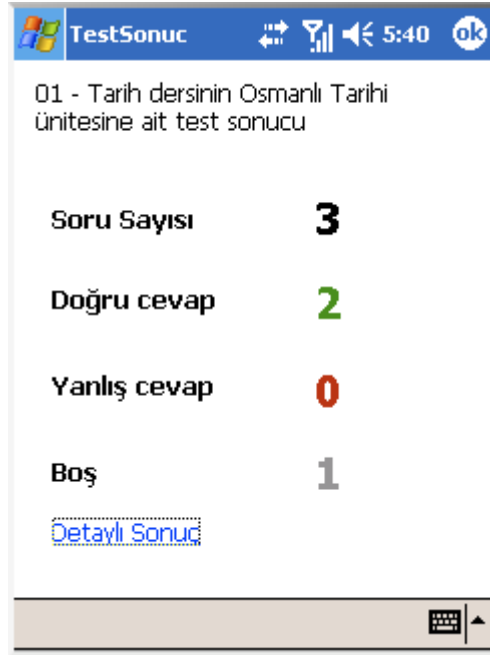 TestSonuc 5:40 ok
01 - Tarih dersinin Osmanlı Tarihi
ünitesine ait test sonucu
Soru Sayısı 3
Doğru cevap 2
Yanlış cevap 0
Boş 1
Detaylı Sonuç